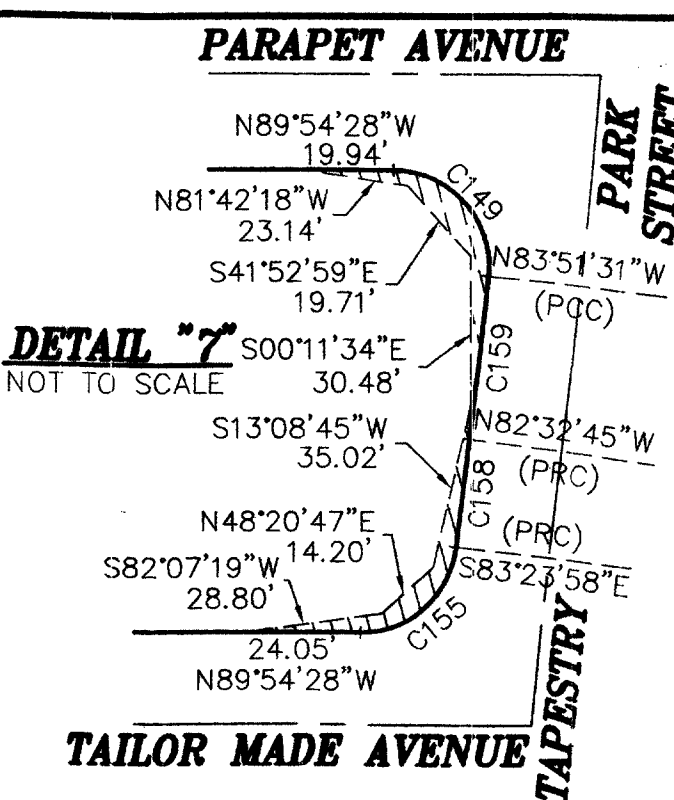 PARAPET AVENUE
PARK
STREET
N89°54'28"W
19.94'
C149
N81°42'18"W
23.14'
S41°52'59"E
19.71'
N83°51'31"W
(PCC)
DETAIL "7"
NOT TO SCALE
S00°11'34"E
30.48'
C159
S13°08'45"W
35.02'
N82°32'45"W
(PRC)
C158
N48°20'47"E
14.20'
(PRC)
S83°23'58"E
S82°07'19"W
28.80'
C155
24.05'
N89°54'28"W
TAPESTRY
TAILOR MADE AVENUE